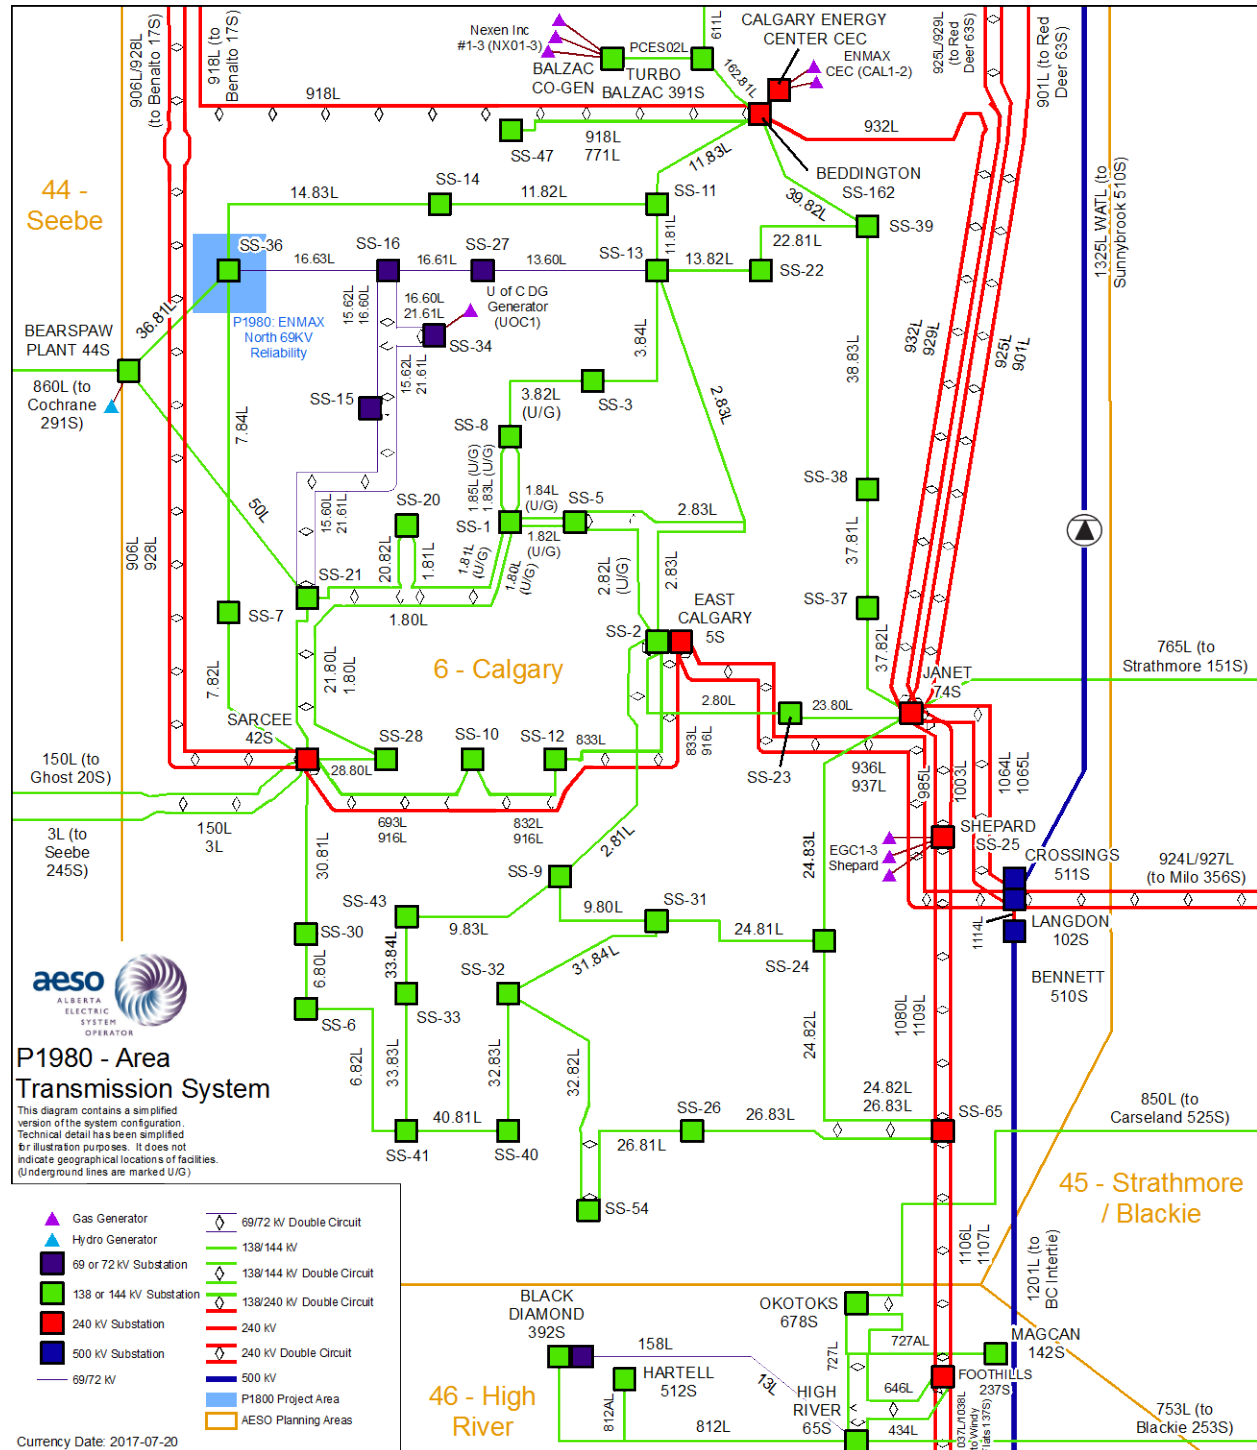 906L/928L
(to Benalto 17S)
918L (to
Benalto 17S)
Nexen Inc
#1-3 (NX01-3)
PCES02L
611L
BALZAC
CO-GEN
TURBO
BALZAC 391S
162.81L
CALGARY ENERGY
CENTER CEC
ENMAX
CEC (CAL1-2)
925L/929L
(to Red
Deer 63S)
901L (to Red
Deer 63S)
918L
SS-47
918L
771L
932L
BEDDINGTON
SS-162
11.83L
39.82L
1325L WATL (to
Sunnybrook 510S)
44 -
Seebe
14.83L
SS-14
11.82L
SS-11
11.81L
SS-39
22.81L
SS-36
16.63L
SS-16
16.61L
SS-27
13.60L
SS-13
13.82L
SS-22
P1980: ENMAX
North 69KV
Reliability
36.81L
BEARSPAW
PLANT 44S
860L (to
Cochrane
291S)
15.62L
16.60L
16.60L
21.61L
U of C DG
Generator
(UOC1)
SS-34
15.62L
21.61L
SS-15
3.84L
38.83L
932L
929L
925L
901L
3.82L
(U/G)
SS-3
2.83L
7.84L
SS-8
1.85L (U/G)
1.83L (U/G)
50L
15.60L
21.61L
SS-20
SS-1
1.84L
(U/G)
SS-5
1.82L
(U/G)
2.83L
SS-38
37.81L
906L
928L
20.82L
1.81L
1.81L
(U/G)
1.80L
(U/G)
2.82L (U/G)
2.83L
SS-21
SS-7
1.80L
SS-37
EAST
CALGARY
5S
SS-2
37.82L
765L (to
Strathmore 151S)
6 - Calgary
7.82L
21.80L
1.80L
JANET
74S
2.80L
23.80L
SARCEE
42S
SS-28
SS-10
SS-12
833L
833L
916L
SS-23
28.80L
936L
937L
985L
1003L
1064L
1065L
150L (to
Ghost 20S)
3L (to
Seebe
245S)
150L
3L
693L
916L
832L
916L
30.81L
2.81L
24.83L
EGC1-3
Shepard
SHEPARD
SS-25
CROSSINGS
511S
924L/927L
(to Milo 356S)
SS-9
SS-43
9.83L
9.80L
SS-31
24.81L
SS-24
1114L
LANGDON
102S
BENNETT
510S
SS-30
33.84L
31.84L
SS-32
6.80L
SS-6
SS-33
aeso
ALBERTA
ELECTRIC
SYSTEM
OPERATOR
P1980 - Area
Transmission System
This diagram contains a simplified
version of the system configuration.
Technical detail has been simplified
for illustration purposes. It does not
indicate geographical locations of facilities.
(Underground lines are marked U/G)
6.82L
33.83L
32.83L
32.82L
24.82L
1080L
1109L
40.81L
SS-41
SS-40
SS-26
26.83L
24.82L
26.83L
SS-65
850L (to
Carseland 525S)
26.81L
SS-54
45 - Strathmore
/ Blackie
1106L
1107L
1201L (to
BC Intertie)
Gas Generator
Hydro Generator
69 or 72 kV Substation
138 or 144 kV Substation
240 kV Substation
500 kV Substation
69/72 kV
69/72 kV Double Circuit
138/144 kV
138/144 kV Double Circuit
138/240 kV Double Circuit
240 kV
240 kV Double Circuit
500 kV
P1800 Project Area
AESO Planning Areas
Currency Date: 2017-07-20
BLACK
DIAMOND
392S
158L
13L
HARTELL
512S
812AL
812L
46 - High
River
OKOTOKS
678S
727L
727AL
MAGCAN
142S
646L
FOOTHILLS
237S
HIGH
RIVER
65S
434L
1037L/1038L
(to Windy
Flats 137S)
753L (to
Blackie 253S)